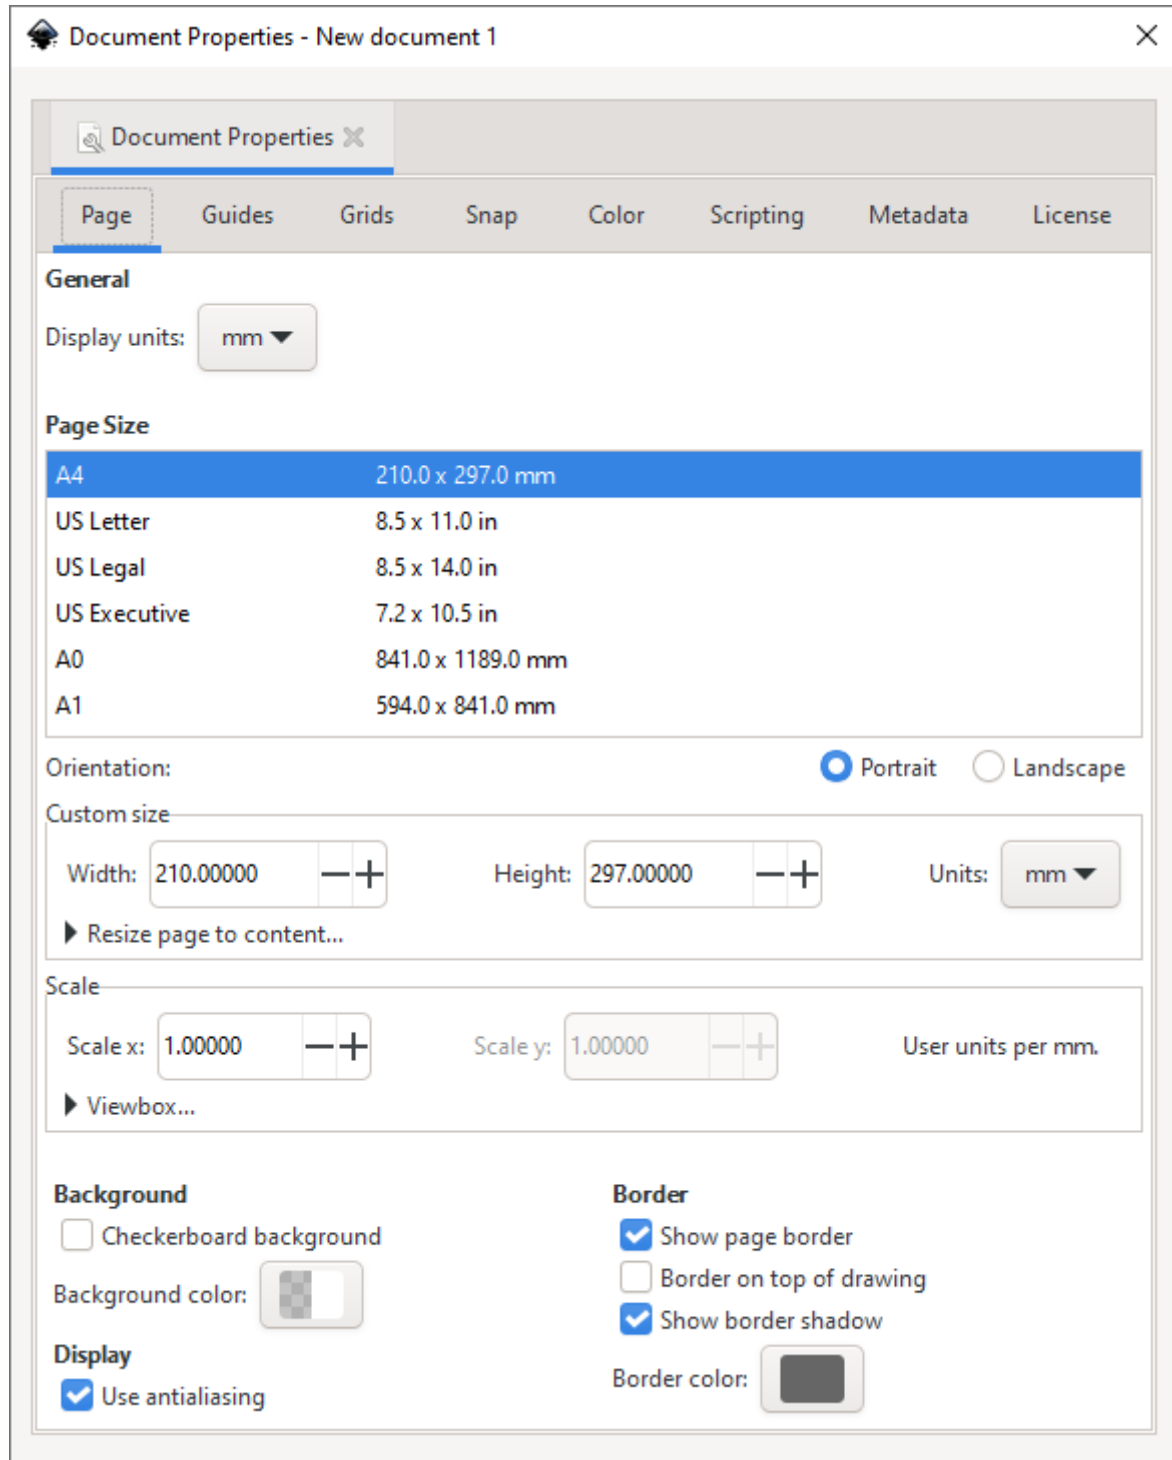 Document Properties - New document 1
Document Properties
Page Guides Grids Snap Color Scripting Metadata License
General
Display units: mm
Page Size
A4 210.0 x 297.0 mm
US Letter 8.5 x 11.0 in
US Legal 8.5 x 14.0 in
US Executive 7.2 x 10.5 in
A0 841.0 x 1189.0 mm
A1 594.0 x 841.0 mm
Orientation: Portrait Landscape
Custom size
Width: 210.00000 Height: 297.00000 Units: mm
Resize page to content...
Scale
Scale x: 1.00000 Scale y: 1.00000 User units per mm.
Viewbox...
Background Border
Checkerboard background Show page border
Border on top of drawing
Background color:
Show border shadow
Display
Border color:
Use antialiasing